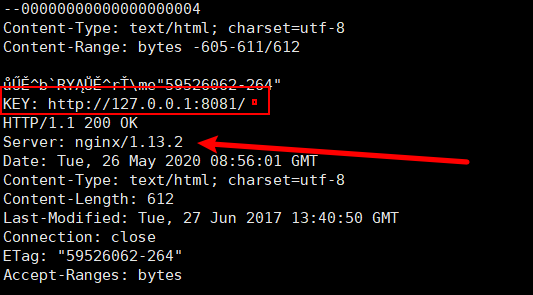 --00000000000000000004
Content-Type: text/html; charset=utf-8
Content-Range: bytes -605-611/612
mo"59526062-264"
KEY: http://127.0.0.1:8081/
HTTP/1.1 200 OK
Server: nginx/1.13.2
Date: Tue, 26 May 2020 08:56:01 GMT
Content-Type: text/html; charset=utf-8
Content-Length: 612
Last-Modified: Tue, 27 Jun 2017 13:40:50 GMT
Connection: close
ETag: "59526062-264"
Accept-Ranges: bytes